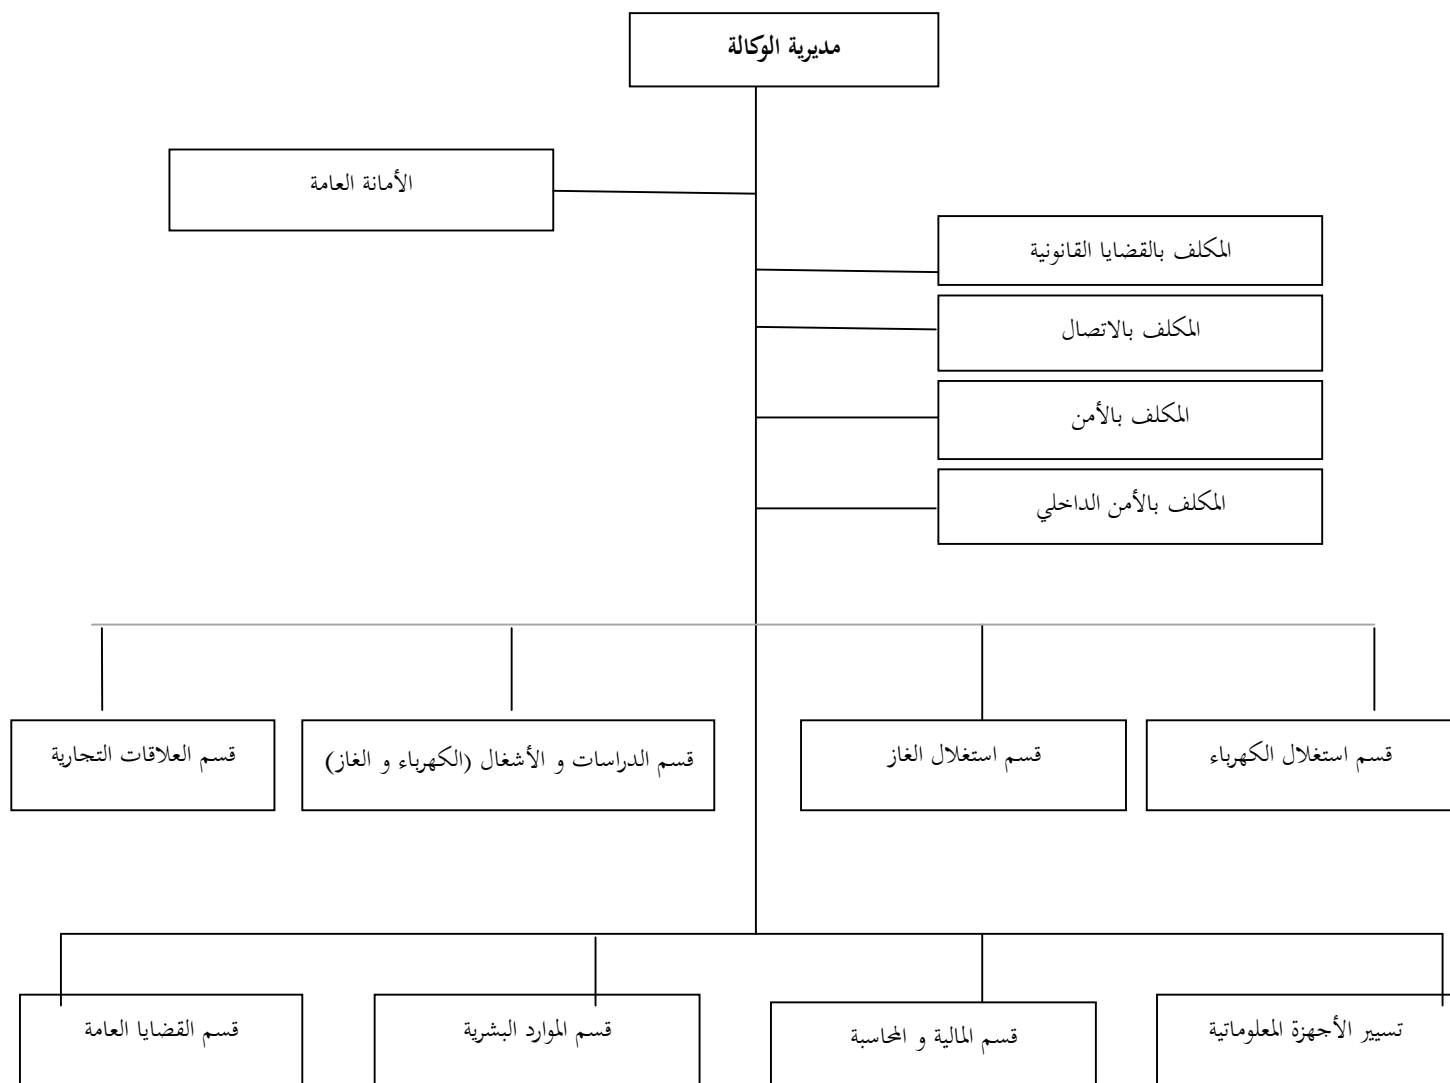 مديرية الوكالة
الأمانة العامة
المكلف بالقضايا القانونية
المكلف بالاتصال
المكلف بالأمن
المكلف بالأمن الداخلي
قسم استغلال الكهرباء
قسم استغلال الغاز
قسم الدراسات و الأشغال (الكهرباء و الغاز)
قسم العلاقات التجارية
تسيير الأجهزة المعلوماتية
قسم المالية و المحاسبة
قسم الموارد البشرية
قسم القضايا العامة